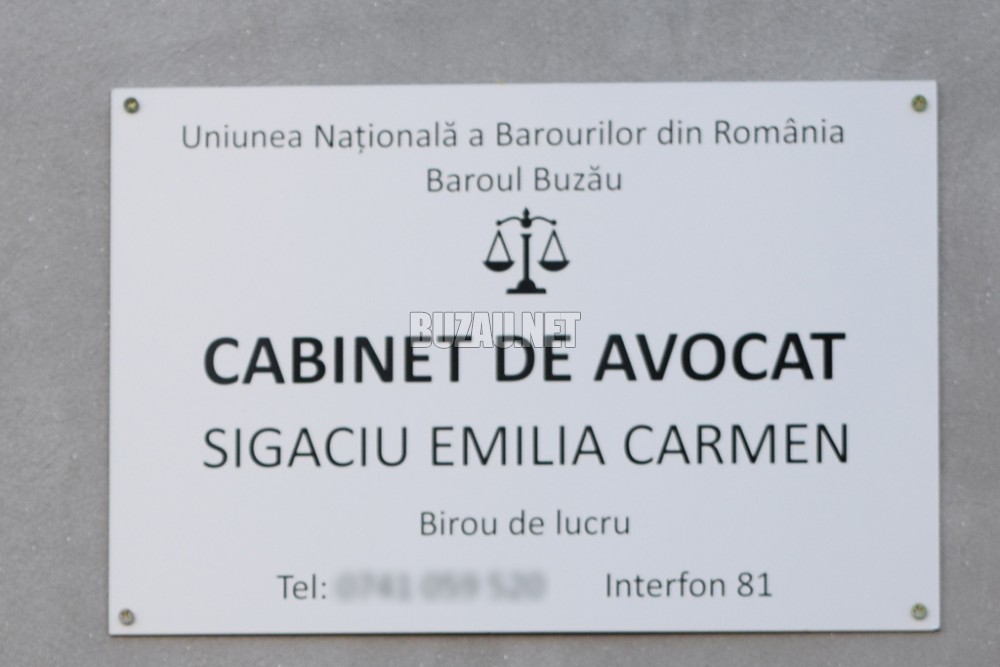 Uniunea Națională a Barourilor din România
Baroul Buzău
BUZAU.NET
CABINET DE AVOCAT
SIGACIU EMILIA CARMEN
Birou de lucru
Tel: Interfon 81